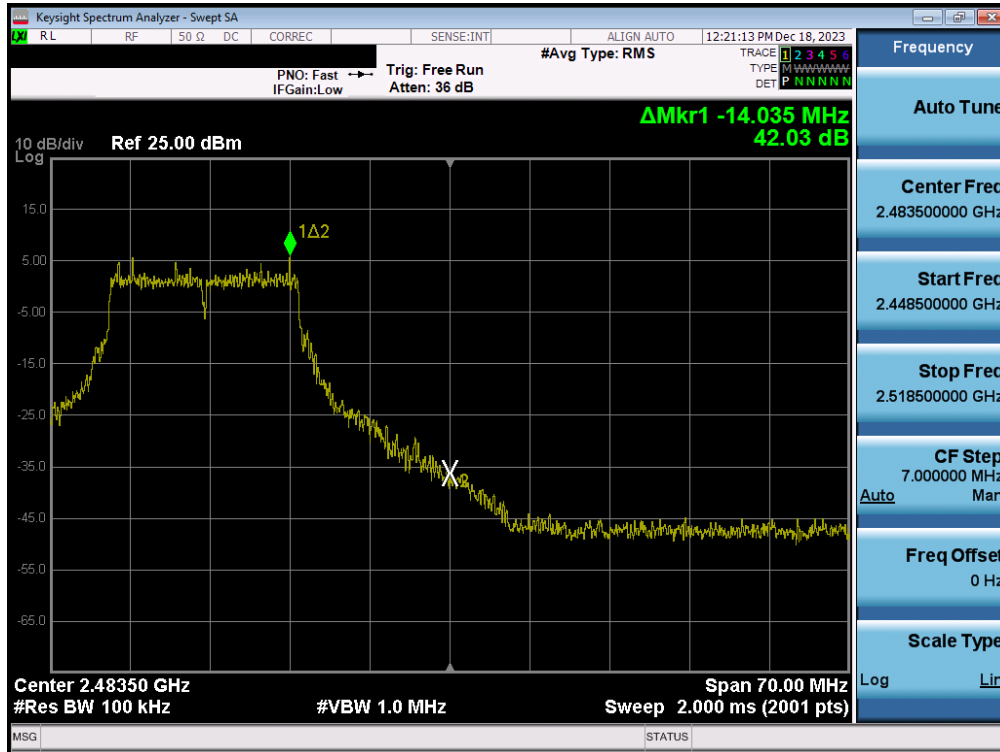 Keysight Spectrum Analyzer - Swept SA
LXI RL RF 50 Ω DC CORREC SENSE:INT ALIGN AUTO 12:21:13 PM Dec 18, 2023
#Avg Type: RMS
TRACE 1 2 3 4 5 6
PNO: Fast Trig: Free Run
TYPE M WWWWW
IFGain:Low Atten: 36 dB
DET P N N N N N
ΔMkr1 -14.035 MHz
42.03 dB
10 dB/div Ref 25.00 dBm
Log
1Δ2
15.0
5.00
-5.00
-15.0
-25.0
-35.0
X2
-45.0
-55.0
-65.0
Center 2.48350 GHz Span 70.00 MHz
#Res BW 100 kHz #VBW 1.0 MHz Sweep 2.000 ms (2001 pts)
MSG STATUS
Frequency
Auto Tune
Center Freq
2.483500000 GHz
Start Freq
2.448500000 GHz
Stop Freq
2.518500000 GHz
CF Step
7.000000 MHz
Auto Man
Freq Offset
0 Hz
Scale Type
Log Lin